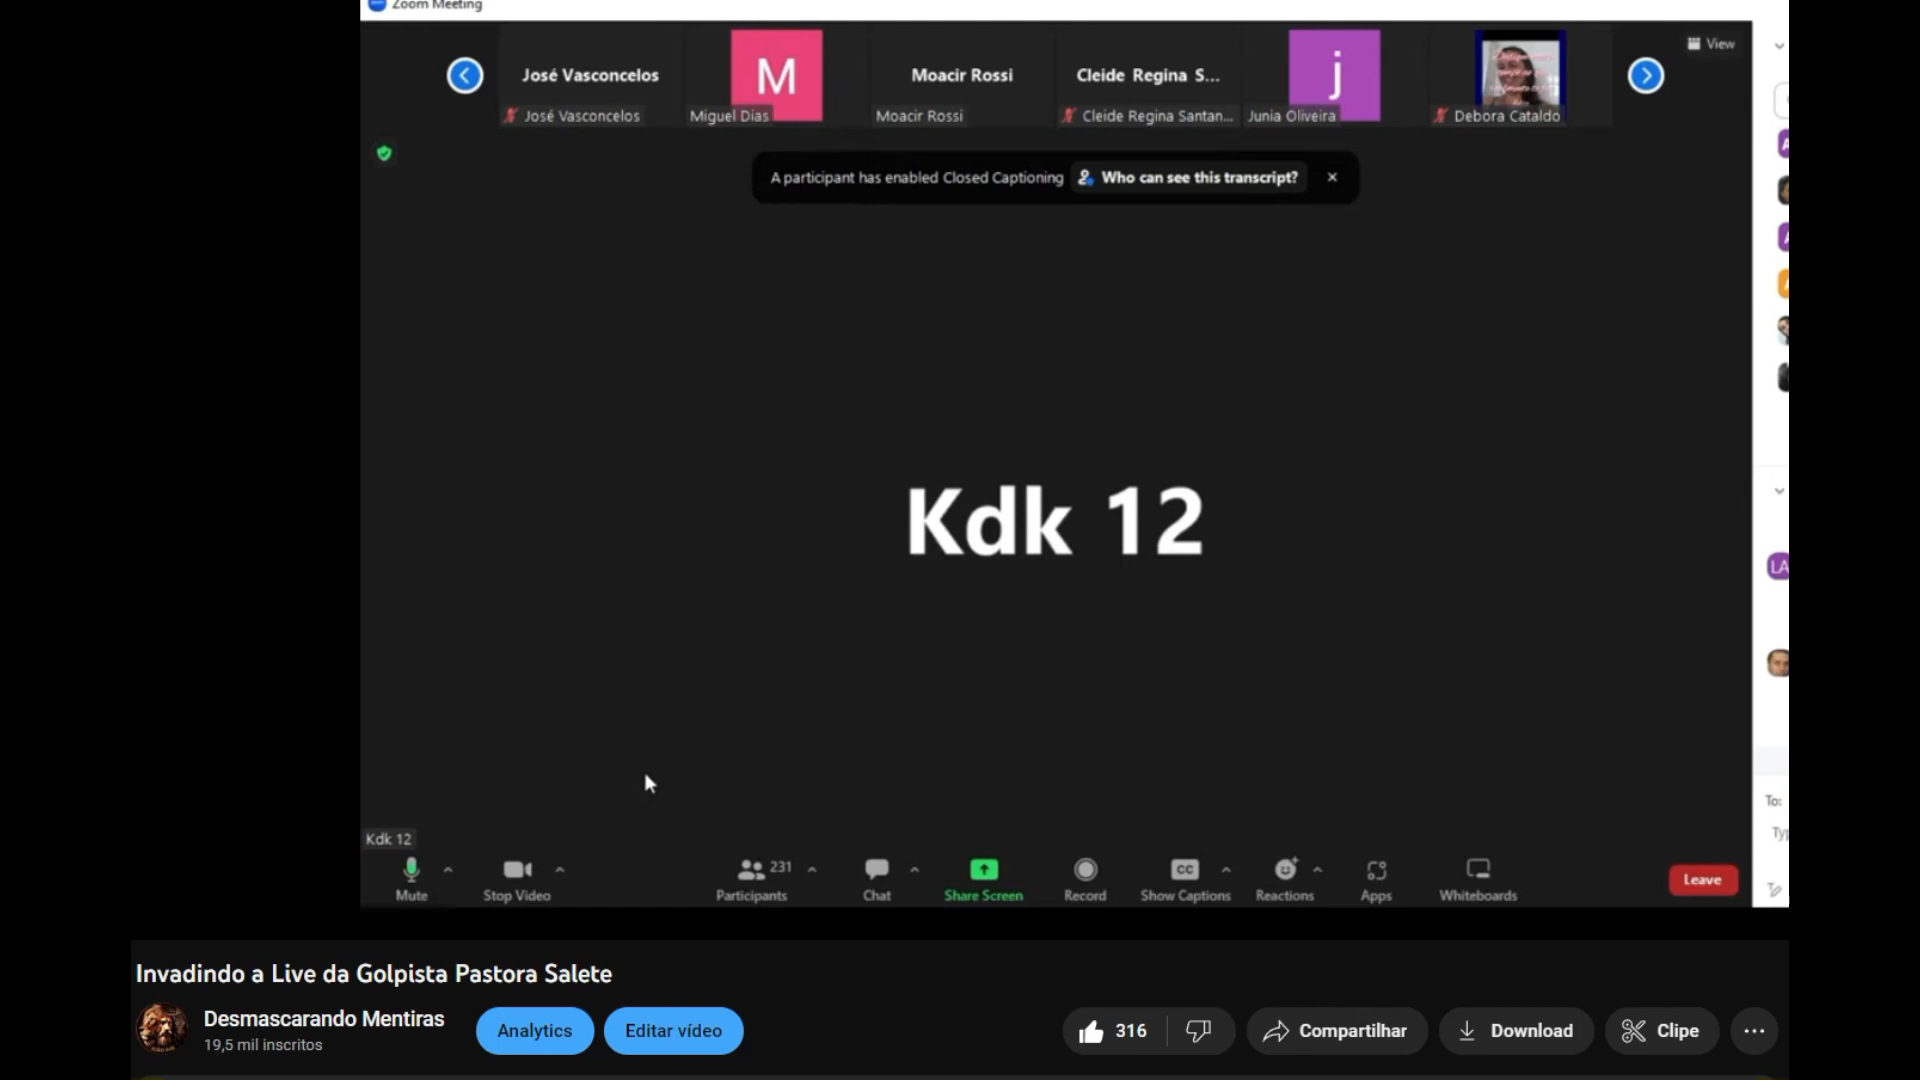 Zoom Meeting
José Vasconcelos
M
Moacir Rossi
Cleide Regina S...
j
View
José Vasconcelos
Miguel Dias
Moacir Rossi
Cleide Regina Santan...
Junia Oliveira
Debora Cataldo
A participant has enabled Closed Captioning
Who can see this transcript?
Kdk 12
LA
To:
Kdk 12
231
CC
Mute
Stop Video
Participants
Chat
Share Screen
Record
Show Captions
Reactions
Apps
Whiteboards
Leave
Invadindo a Live da Golpista Pastora Salete
Desmascarando Mentiras
19,5 mil inscritos
Analytics
Editar vídeo
316
Compartilhar
Download
Clipe